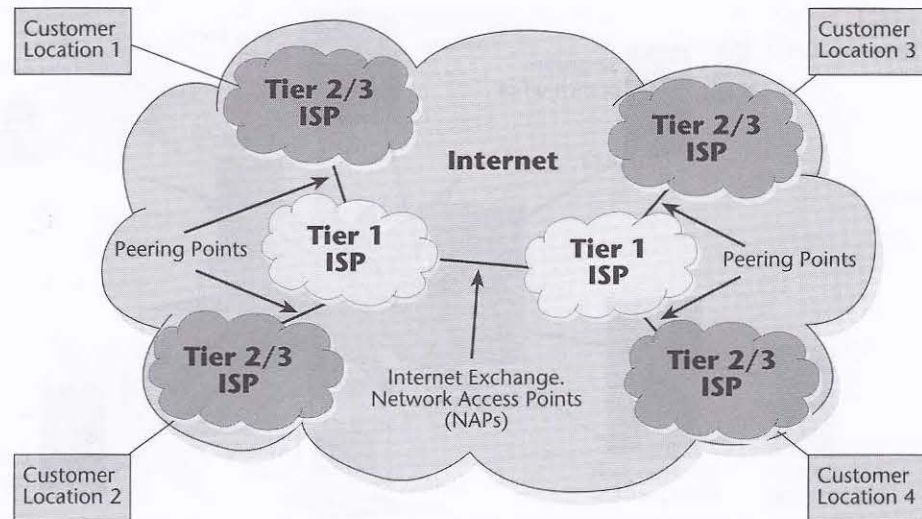 Customer
Location 1
Customer
Location 3
Tier 2/3
ISP
Tier 2/3
ISP
Internet
Tier 1
ISP
Tier 1
ISP
Peering Points
Peering Points
Tier 2/3
ISP
Tier 2/3
ISP
Internet Exchange.
Network Access Points
(NAPs)
Customer
Location 2
Customer
Location 4